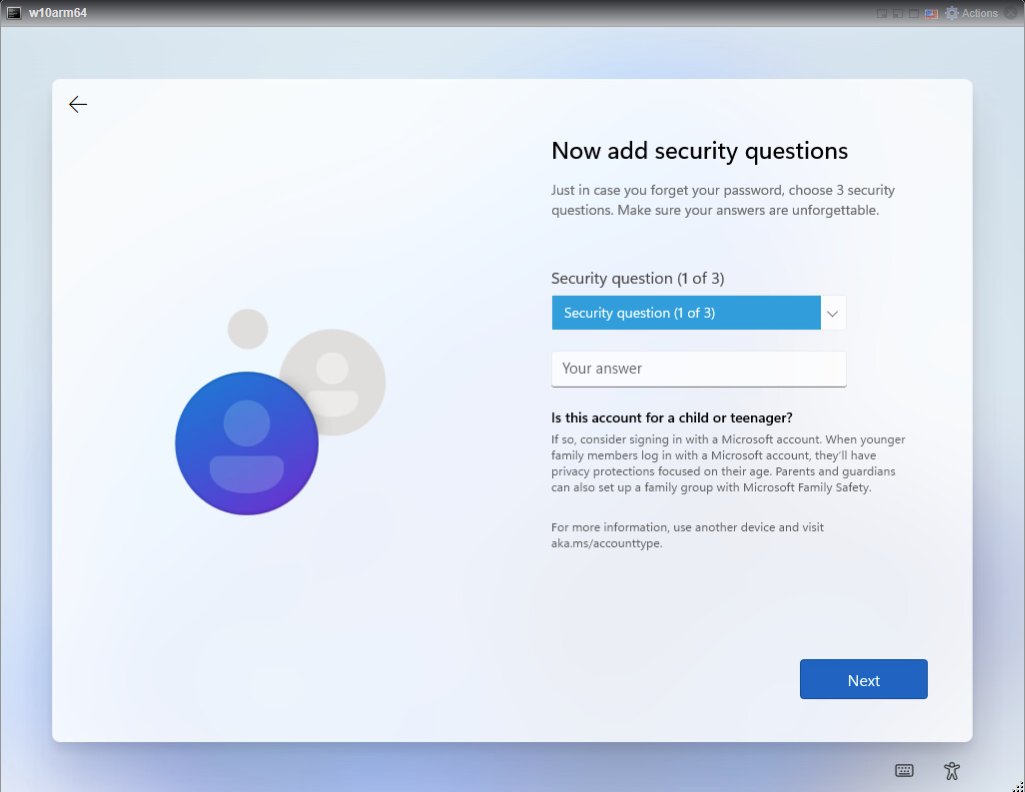 w10arm64
Actions
Now add security questions
Just in case you forget your password, choose 3 security
questions. Make sure your answers are unforgettable.
Security question (1 of 3)
Security question (1 of 3)
Your answer
Is this account for a child or teenager?
If so, consider signing in with a Microsoft account. When younger
family members log in with a Microsoft account, they'll have
privacy protections focused on their age. Parents and guardians
can also set up a family group with Microsoft Family Safety.
For more information, use another device and visit
aka.ms/accounttype.
Next